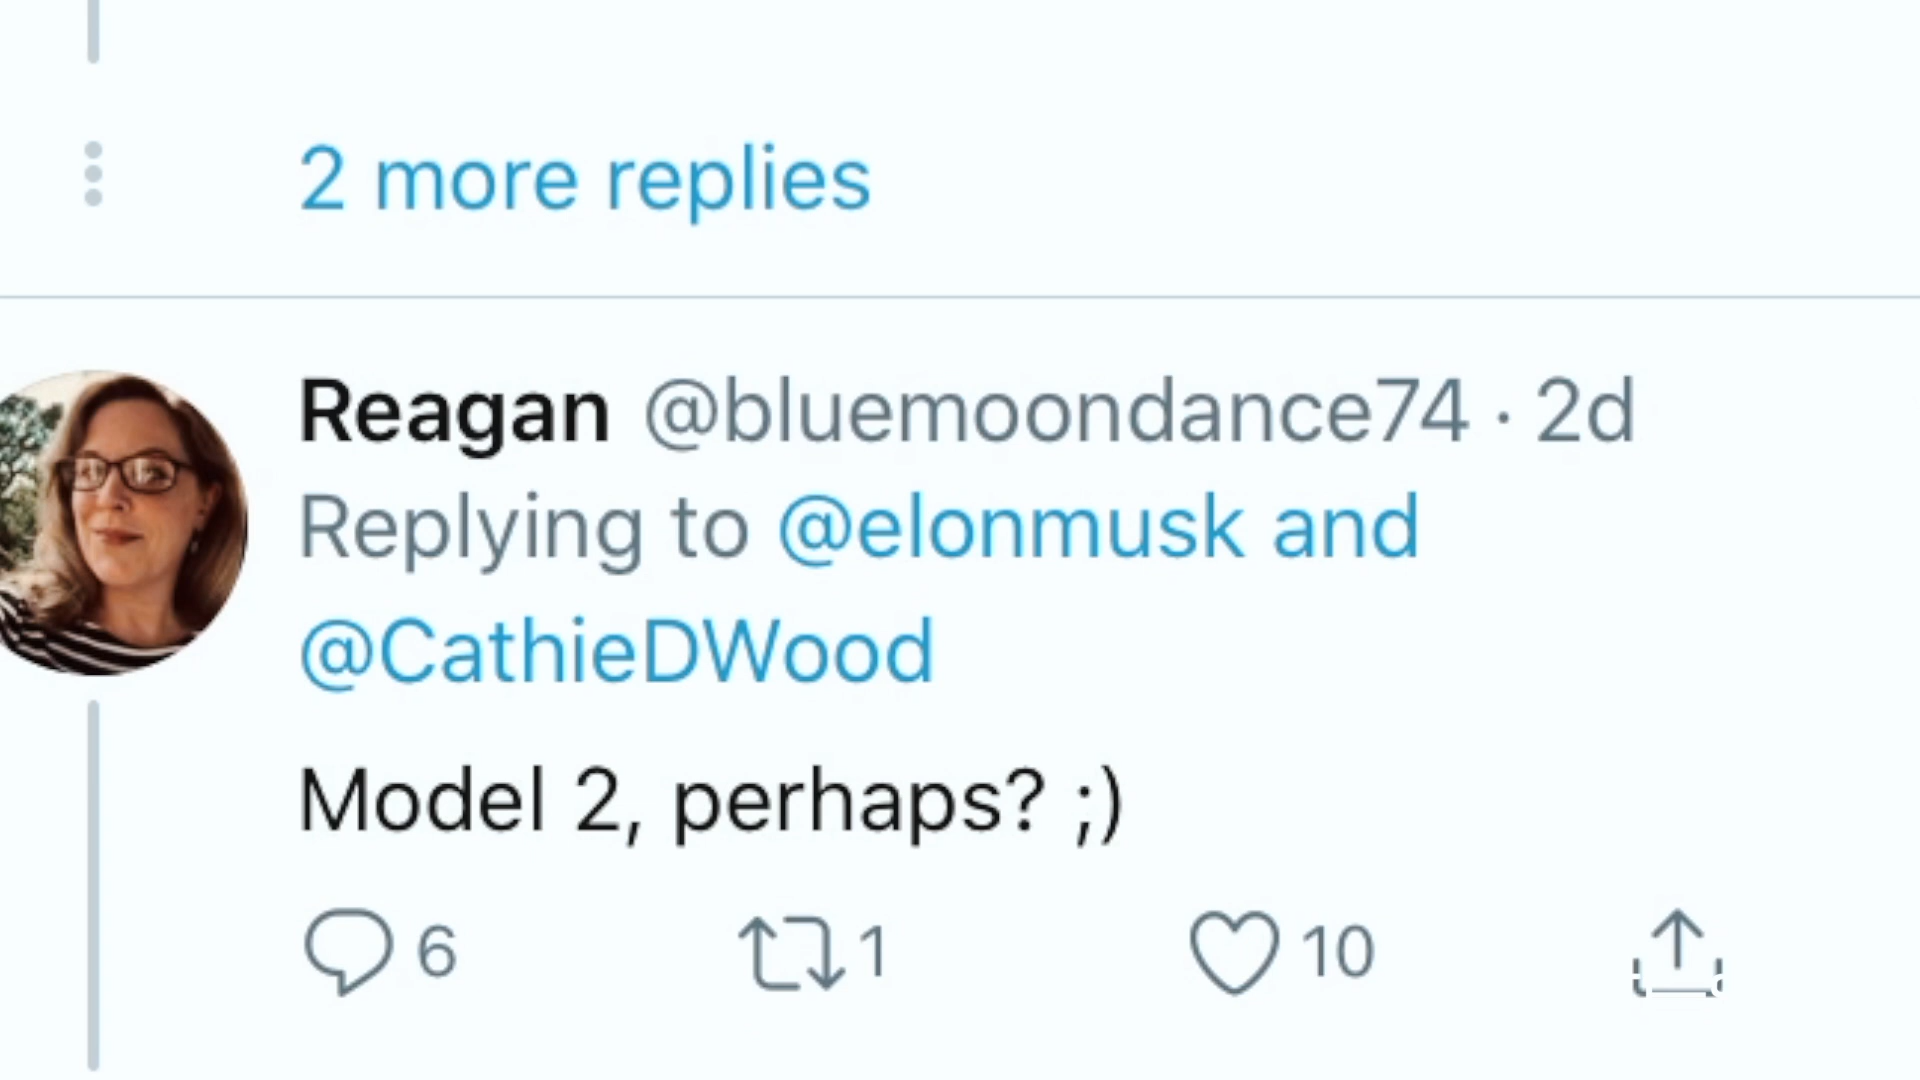 2 more replies
Reagan @bluemoondance74 · 2d
Replying to @elonmusk and
@CathieDWood
Model 2, perhaps? ;)
6 1 10